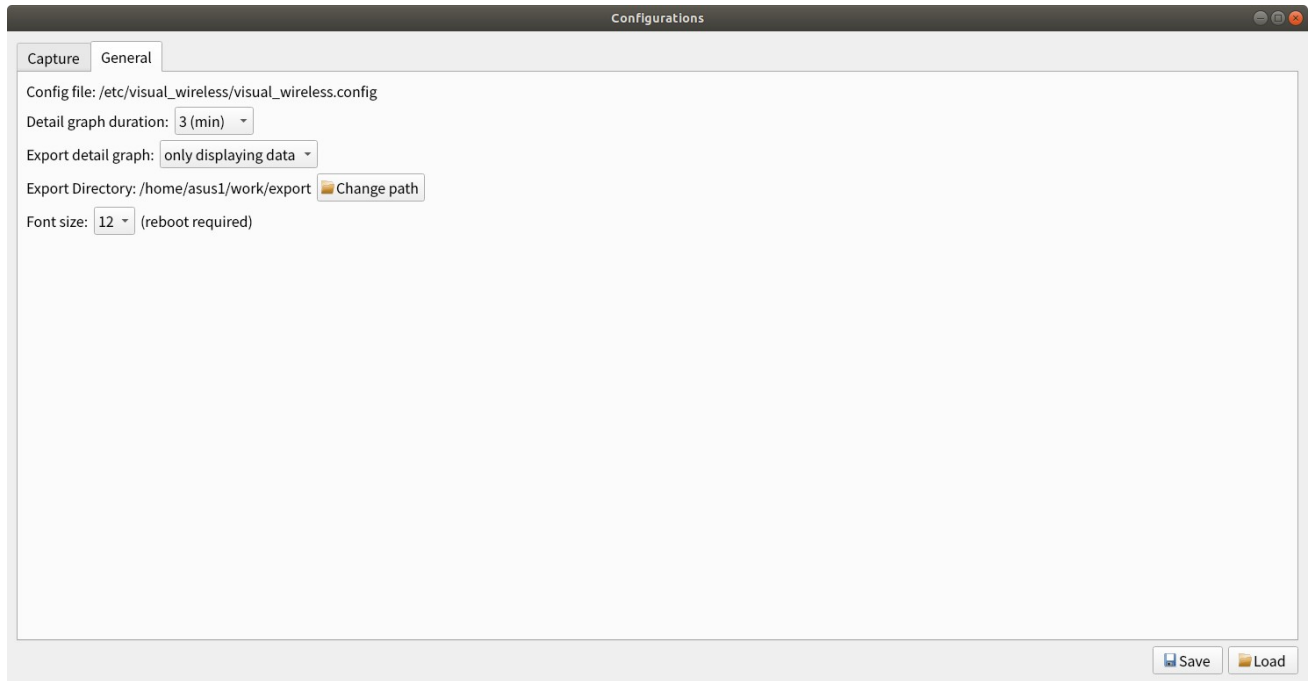 Configurations
Capture General
Config file: /etc/visual_wireless/visual_wireless.config
Detail graph duration: 3 (min)
Export detail graph: only displaying data
Export Directory: /home/asus1/work/export Change path
Font size: 12 (reboot required)
Save Load